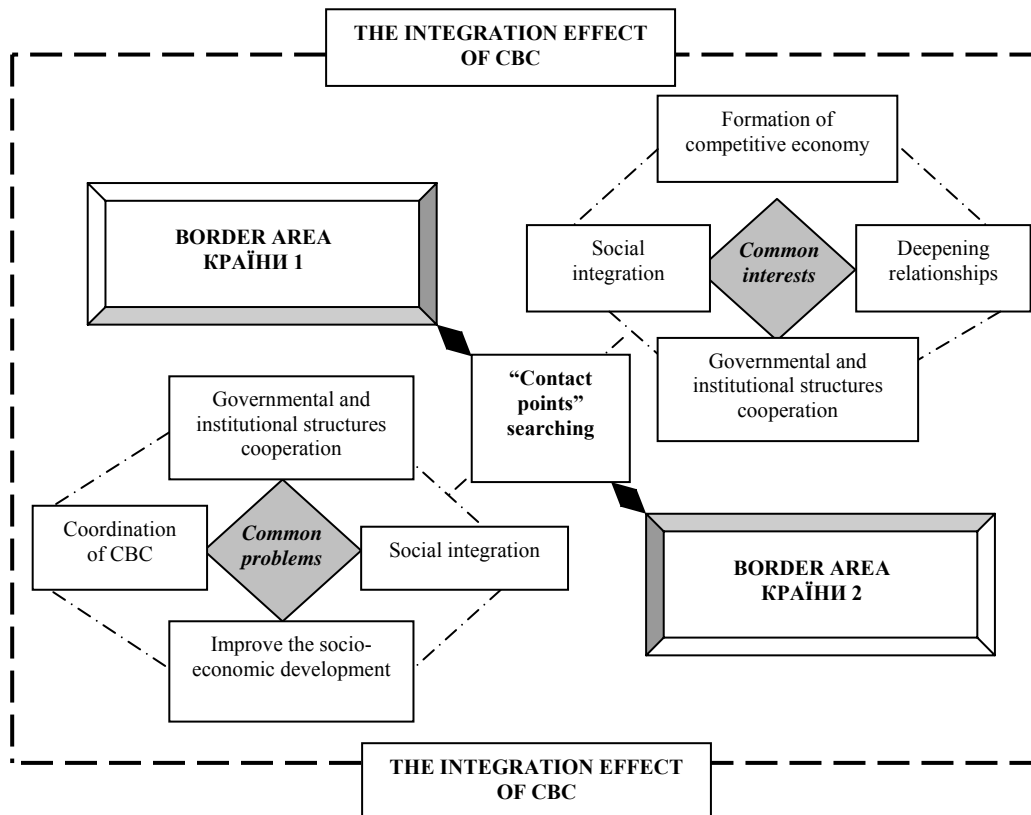 THE INTEGRATION EFFECT
OF CBC
Formation of
competitive economy
BORDER AREA
КРАЇНИ 1
Social
integration
Common
interests
Deepening
relationships
Governmental and
institutional structures
cooperation
“Contact
points”
searching
Governmental and
institutional structures
cooperation
Coordination
of CBC
Common
problems
Social integration
Improve the socio-
economic development
BORDER AREA
КРАЇНИ 2
THE INTEGRATION EFFECT
OF CBC